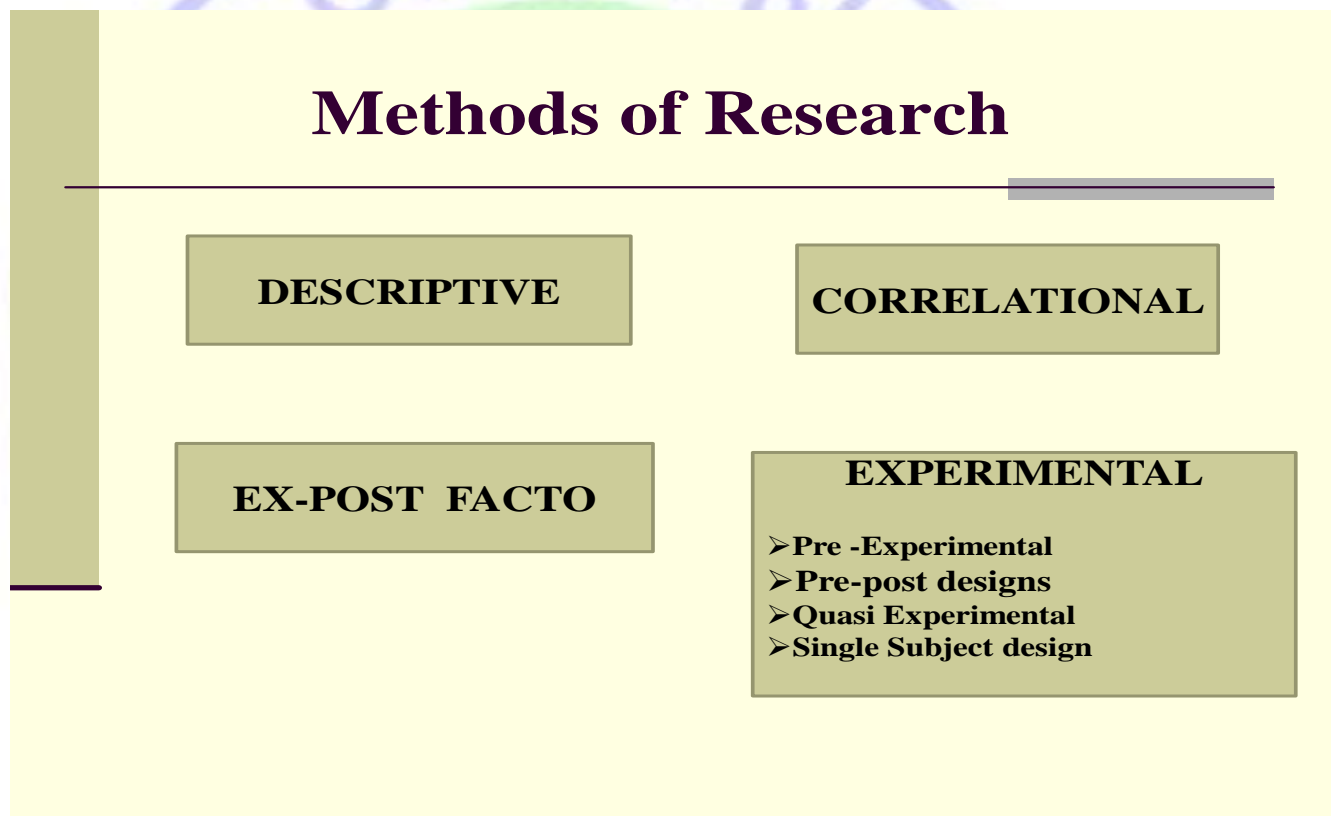 Methods of Research
DESCRIPTIVE
CORRELATIONAL
EX-POST FACTO
EXPERIMENTAL
➢Pre -Experimental
➢Pre-post designs
➢Quasi Experimental
➢Single Subject design